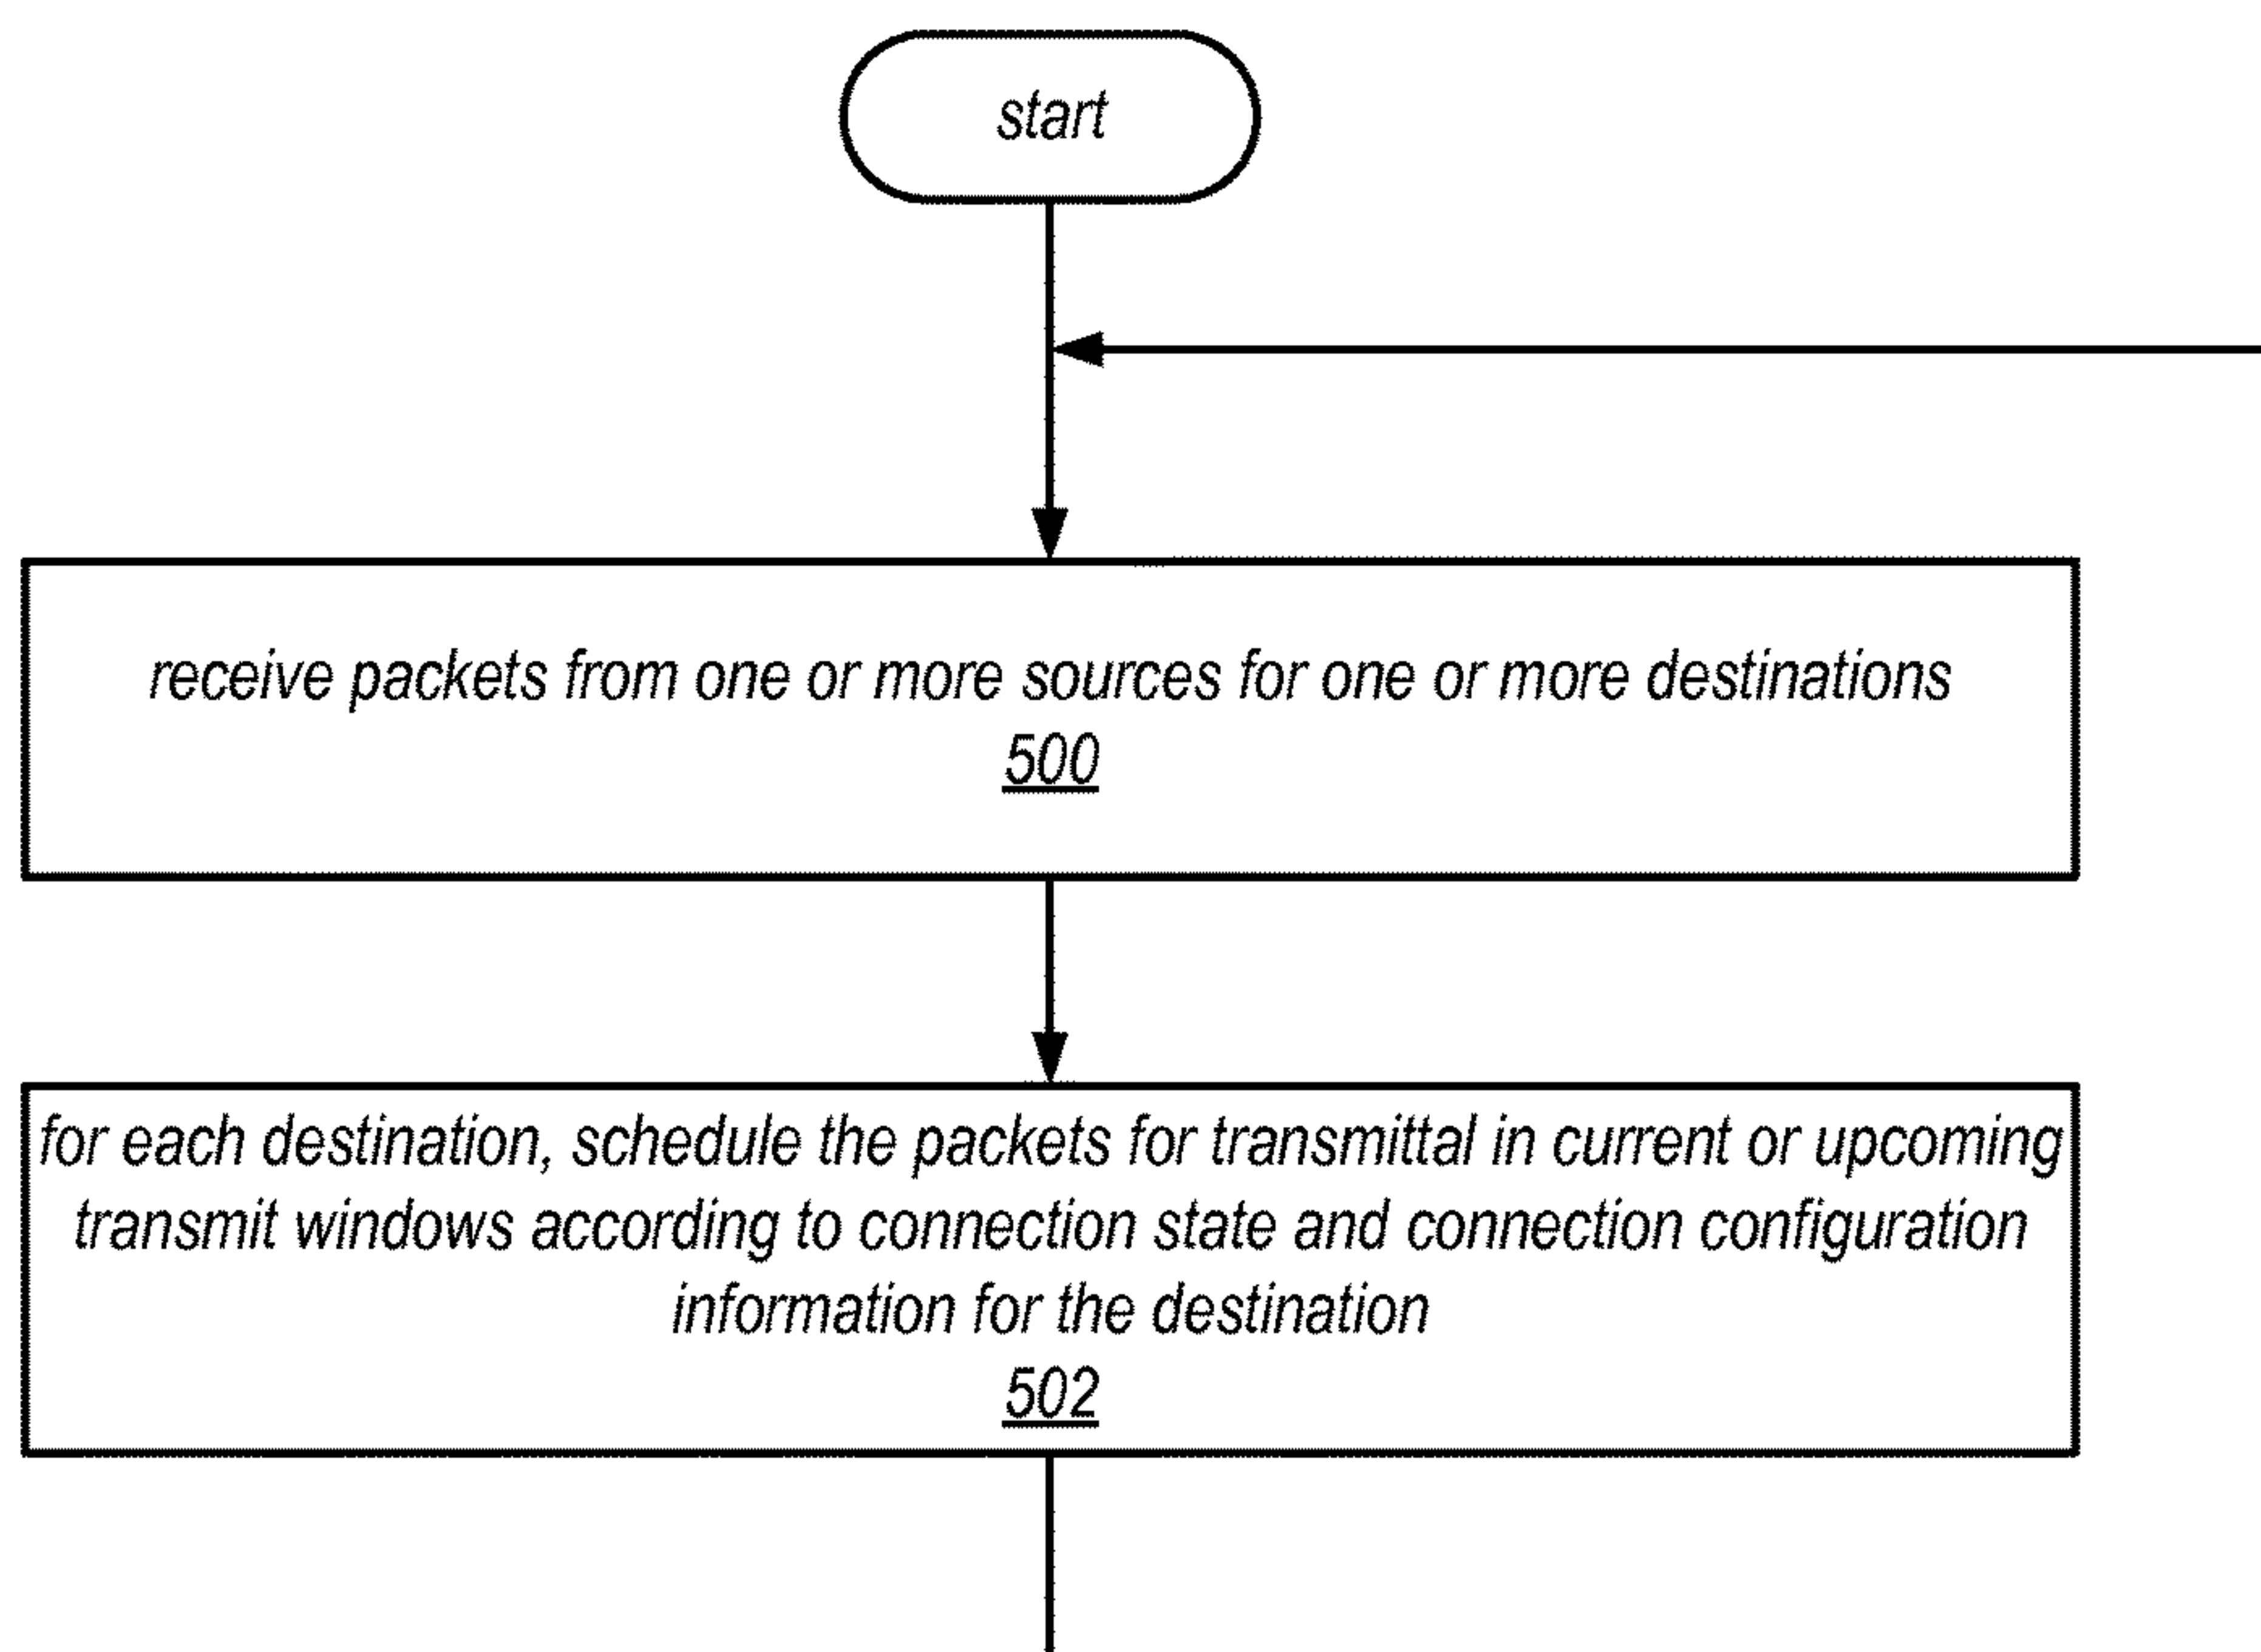 start
receive packets from one or more sources for one or more destinations
500
for each destination, schedule the packets for transmittal in current or upcoming
transmit windows according to connection state and connection configuration
information for the destination
502